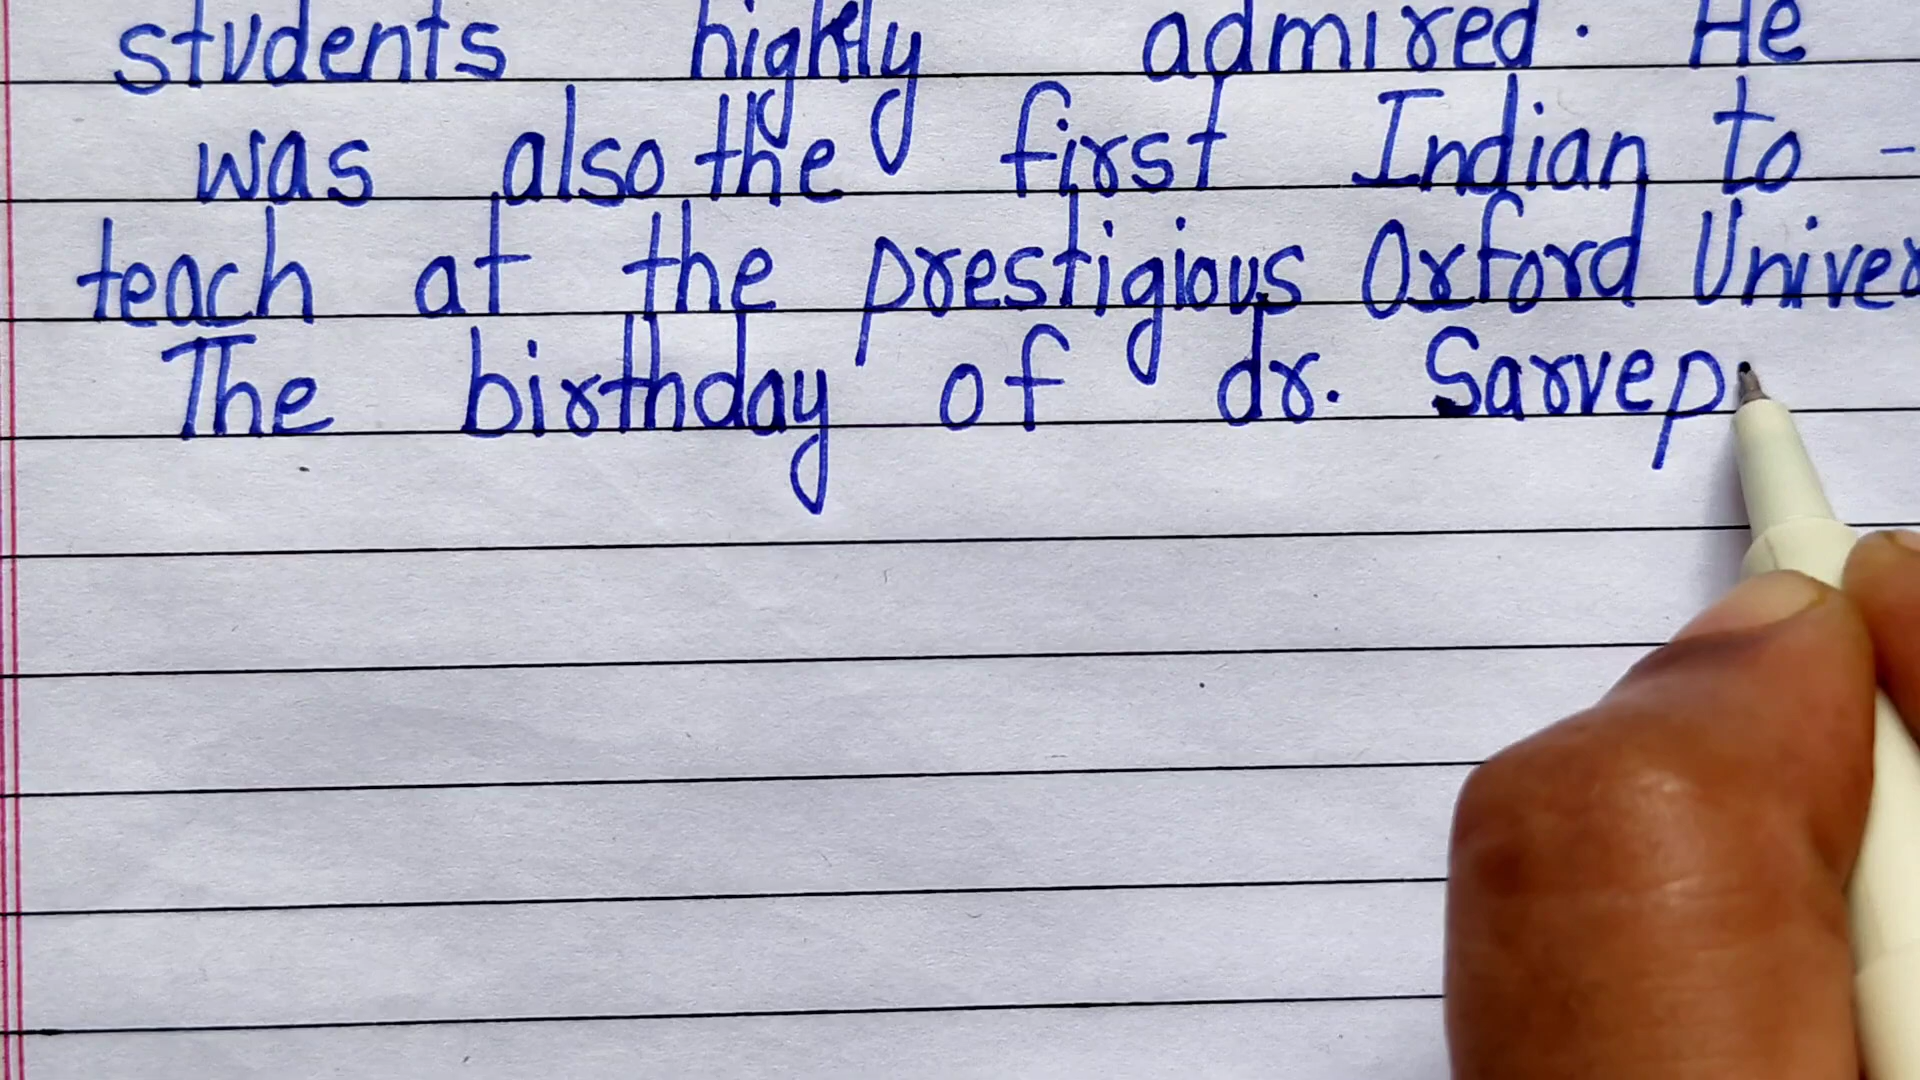 students highly admired. He
was also the first Indian to -
teach at the prestigious Oxford Univer
The birthday of dr. Sarvep